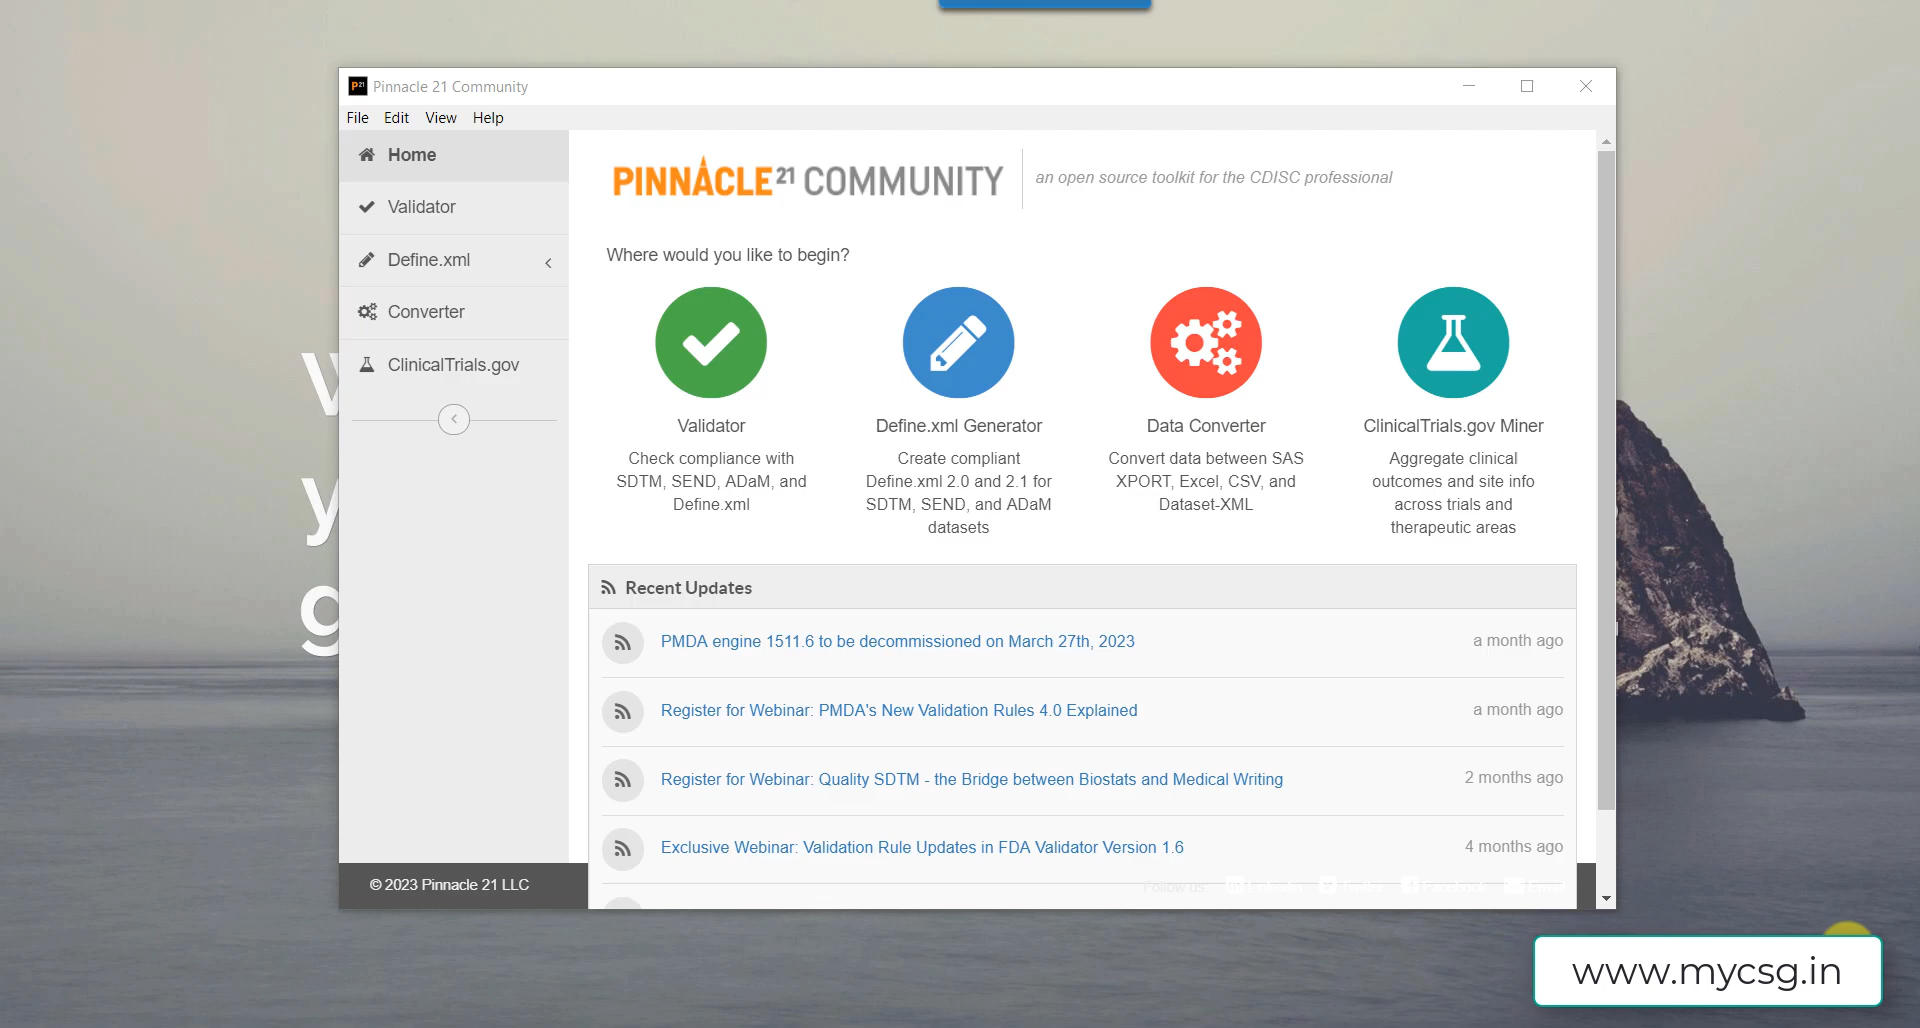 Pinnacle 21 Community
File Edit View Help
Home
Validator
Define.xml
Converter
ClinicalTrials.gov
PINNACLE 21 COMMUNITY
an open source toolkit for the CDISC professional
Where would you like to begin?
Validator
Check compliance with
SDTM, SEND, ADaM, and
Define.xml
Define.xml Generator
Create compliant
Define.xml 2.0 and 2.1 for
SDTM, SEND, and ADaM
datasets
Data Converter
Convert data between SAS
XPORT, Excel, CSV, and
Dataset-XML
ClinicalTrials.gov Miner
Aggregate clinical
outcomes and site info
across trials and
therapeutic areas
Recent Updates
PMDA engine 1511.6 to be decommissioned on March 27th, 2023 a month ago
Register for Webinar: PMDA's New Validation Rules 4.0 Explained a month ago
Register for Webinar: Quality SDTM - the Bridge between Biostats and Medical Writing 2 months ago
Exclusive Webinar: Validation Rule Updates in FDA Validator Version 1.6 4 months ago
© 2023 Pinnacle 21 LLC
Follow us:
www.mycsg.in